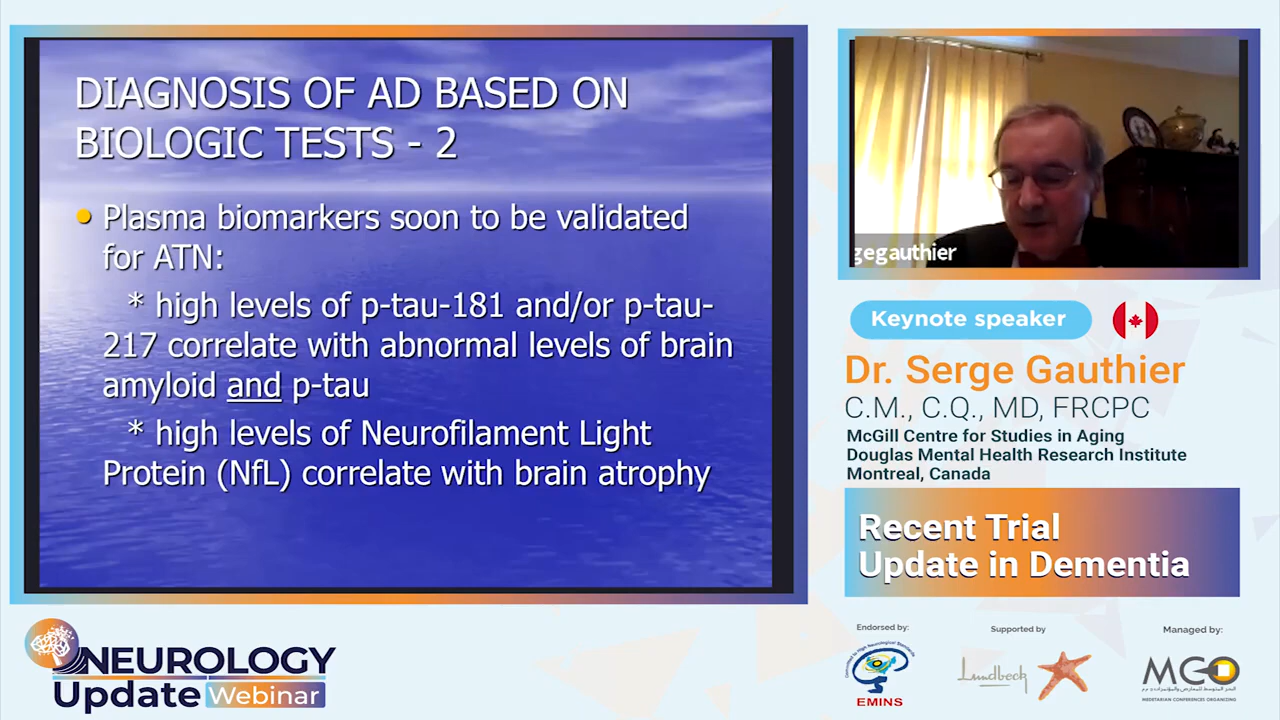 DIAGNOSIS OF AD BASED ON
BIOLOGIC TESTS - 2
Plasma biomarkers soon to be validated
for ATN:
* high levels of p-tau-181 and/or p-tau-
217 correlate with abnormal levels of brain
amyloid and p-tau
* high levels of Neurofilament Light
Protein (NfL) correlate with brain atrophy
gegauthier
Keynote speaker
Dr. Serge Gauthier
C.M., C.Q., MD, FRCPC
McGill Centre for Studies in Aging
Douglas Mental Health Research Institute
Montreal, Canada
Recent Trial
Update in Dementia
NEUROLOGY
Update Webinar
Endorsed by:
EMINS
Supported by
Lundbeck
Managed by:
MCO
MEDITERRANEAN CONFERENCES ORGANIZING